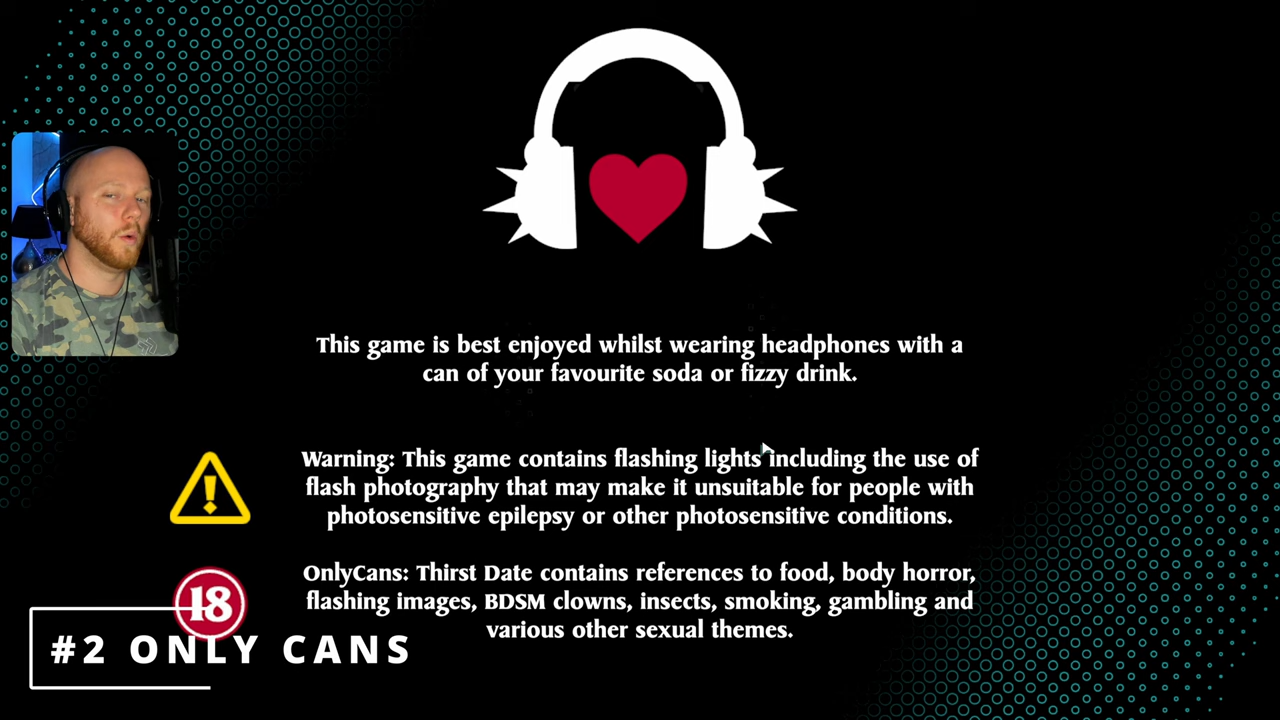 This game is best enjoyed whilst wearing headphones with a
can of your favourite soda or fizzy drink.
Warning: This game contains flashing lights including the use of
flash photography that may make it unsuitable for people with
photosensitive epilepsy or other photosensitive conditions.
OnlyCans: Thirst Date contains references to food, body horror,
flashing images, BDSM clowns, insects, smoking, gambling and
various other sexual themes.
18
#2 ONLY CANS